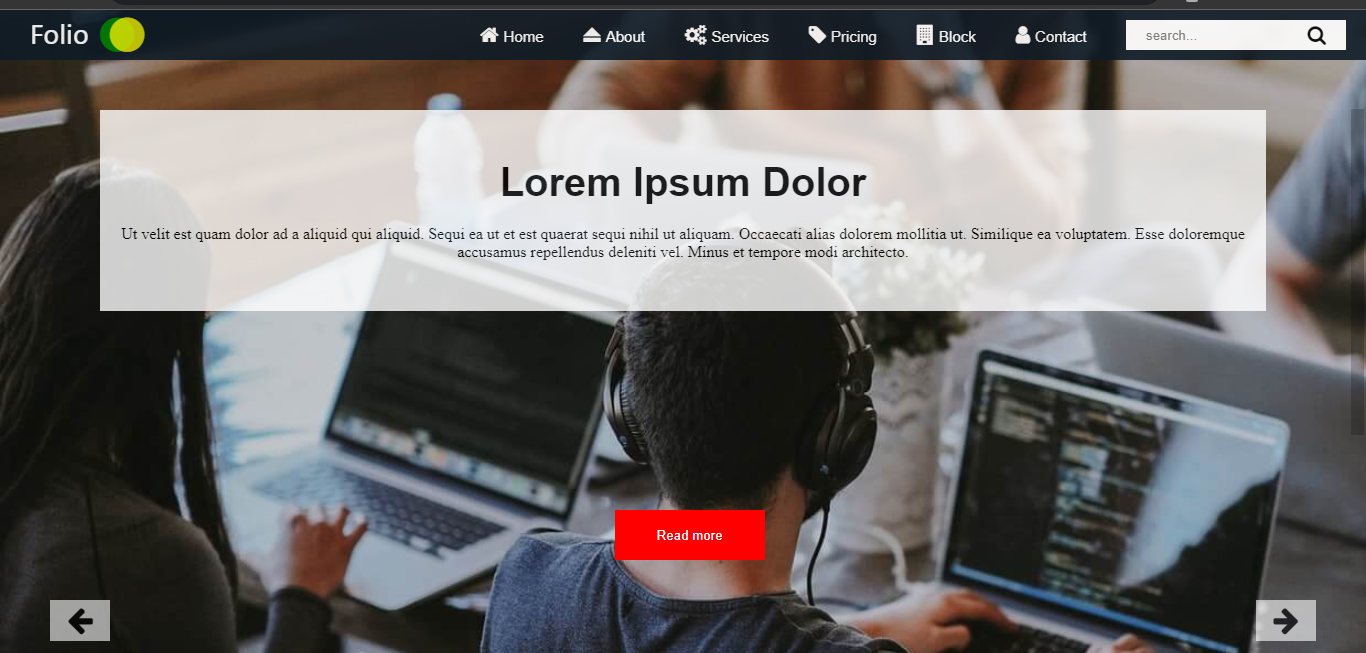 Folio
Home About Services Pricing Block Contact search...
Lorem Ipsum Dolor
Ut velit est quam dolor ad a aliquid qui aliquid. Sequi ea ut et est quaerat sequi nihil ut aliquam. Occaecati alias dolorem mollitia ut. Similique ea voluptatem. Esse doloremque
accusamus repellendus deleniti vel. Minus et tempore modi architecto.
Read more